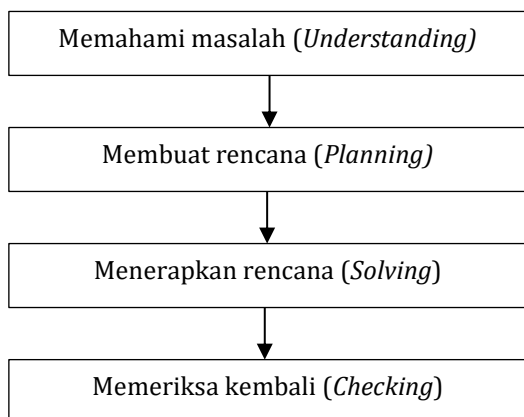 Memahami masalah (Understanding)
Membuat rencana (Planning)
Menerapkan rencana (Solving)
Memeriksa kembali (Checking)